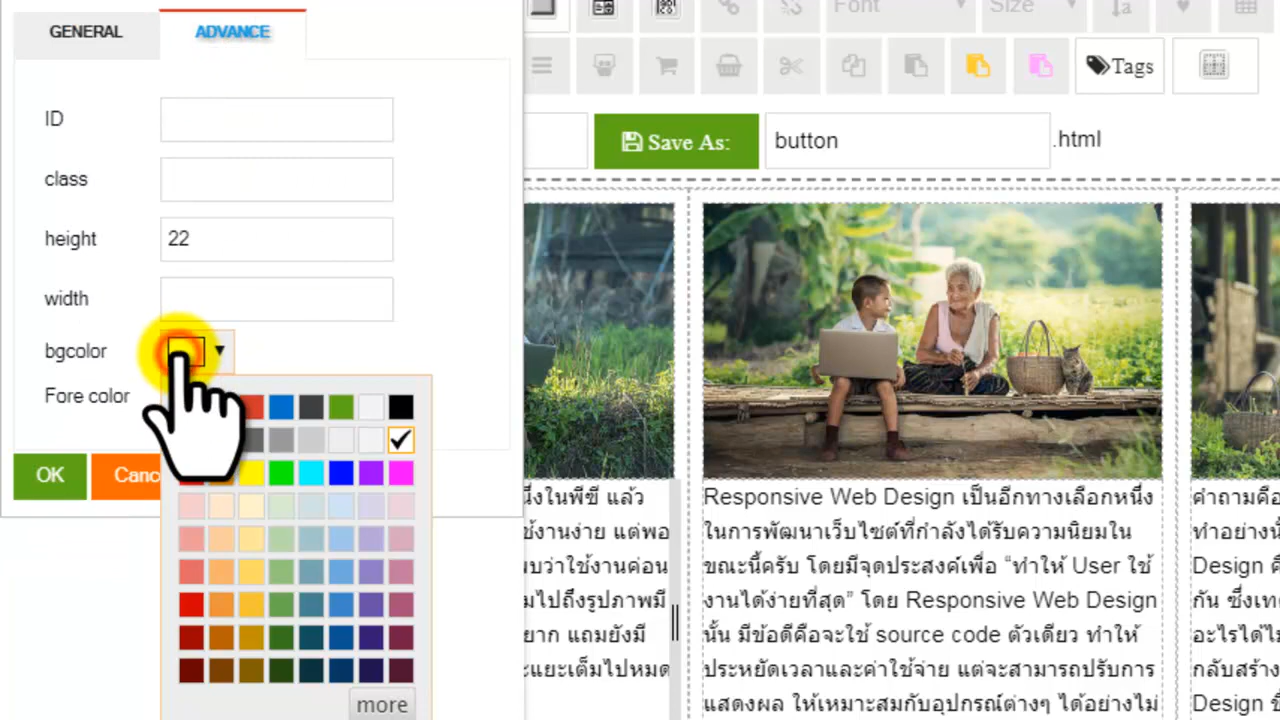 GENERAL
ADVANCE
ID
class
height
22
width
bgcolor
Fore color
OK
more
Font
Size
Tags
Save As:
button
.html
Responsive Web Design เป็นอีกทางเลือกหนึ่ง
ในการพัฒนาเว็บไซต์ที่กำลังได้รับความนิยมใน
ขณะนี้ครับ โดยมีจุดประสงค์เพื่อ “ทำให้ User ใช้
งานได้ง่ายที่สุด” โดย Responsive Web Design
นั้น มีข้อดีคือจะใช้ source code ตัวเดียว ทำให้
ประหยัดเวลาและค่าใช้จ่าย แต่จะสามารถปรับการ
แสดงผล ให้เหมาะสมกับอุปกรณ์ต่างๆ ได้อย่างไม่
ในพีซี แล้ว
ใช้งานง่าย แต่พอ
พบว่าใช้งานค่อน
มไปถึงรูปภาพมี
ยาก แถมยังมี
และแยะเต็มไปหมด
คำถามคือ
ทำอย่างไร
Design คื
กัน ซึ่งเท
อะไรได้ไม่
กลับสร้าง
Design